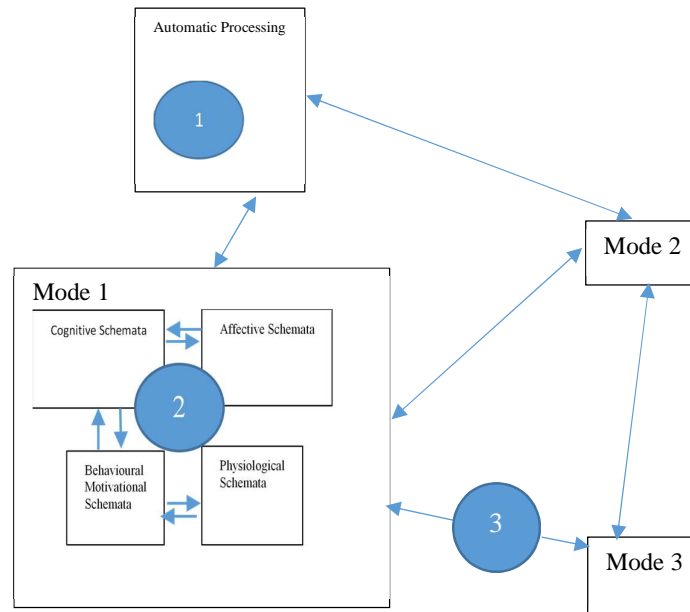 Automatic Processing
1
Mode 2
Mode 1
Cognitive Schemata
Affective Schemata
2
Behavioural
Motivational
Schemata
Physiological
Schemata
3
Mode 3